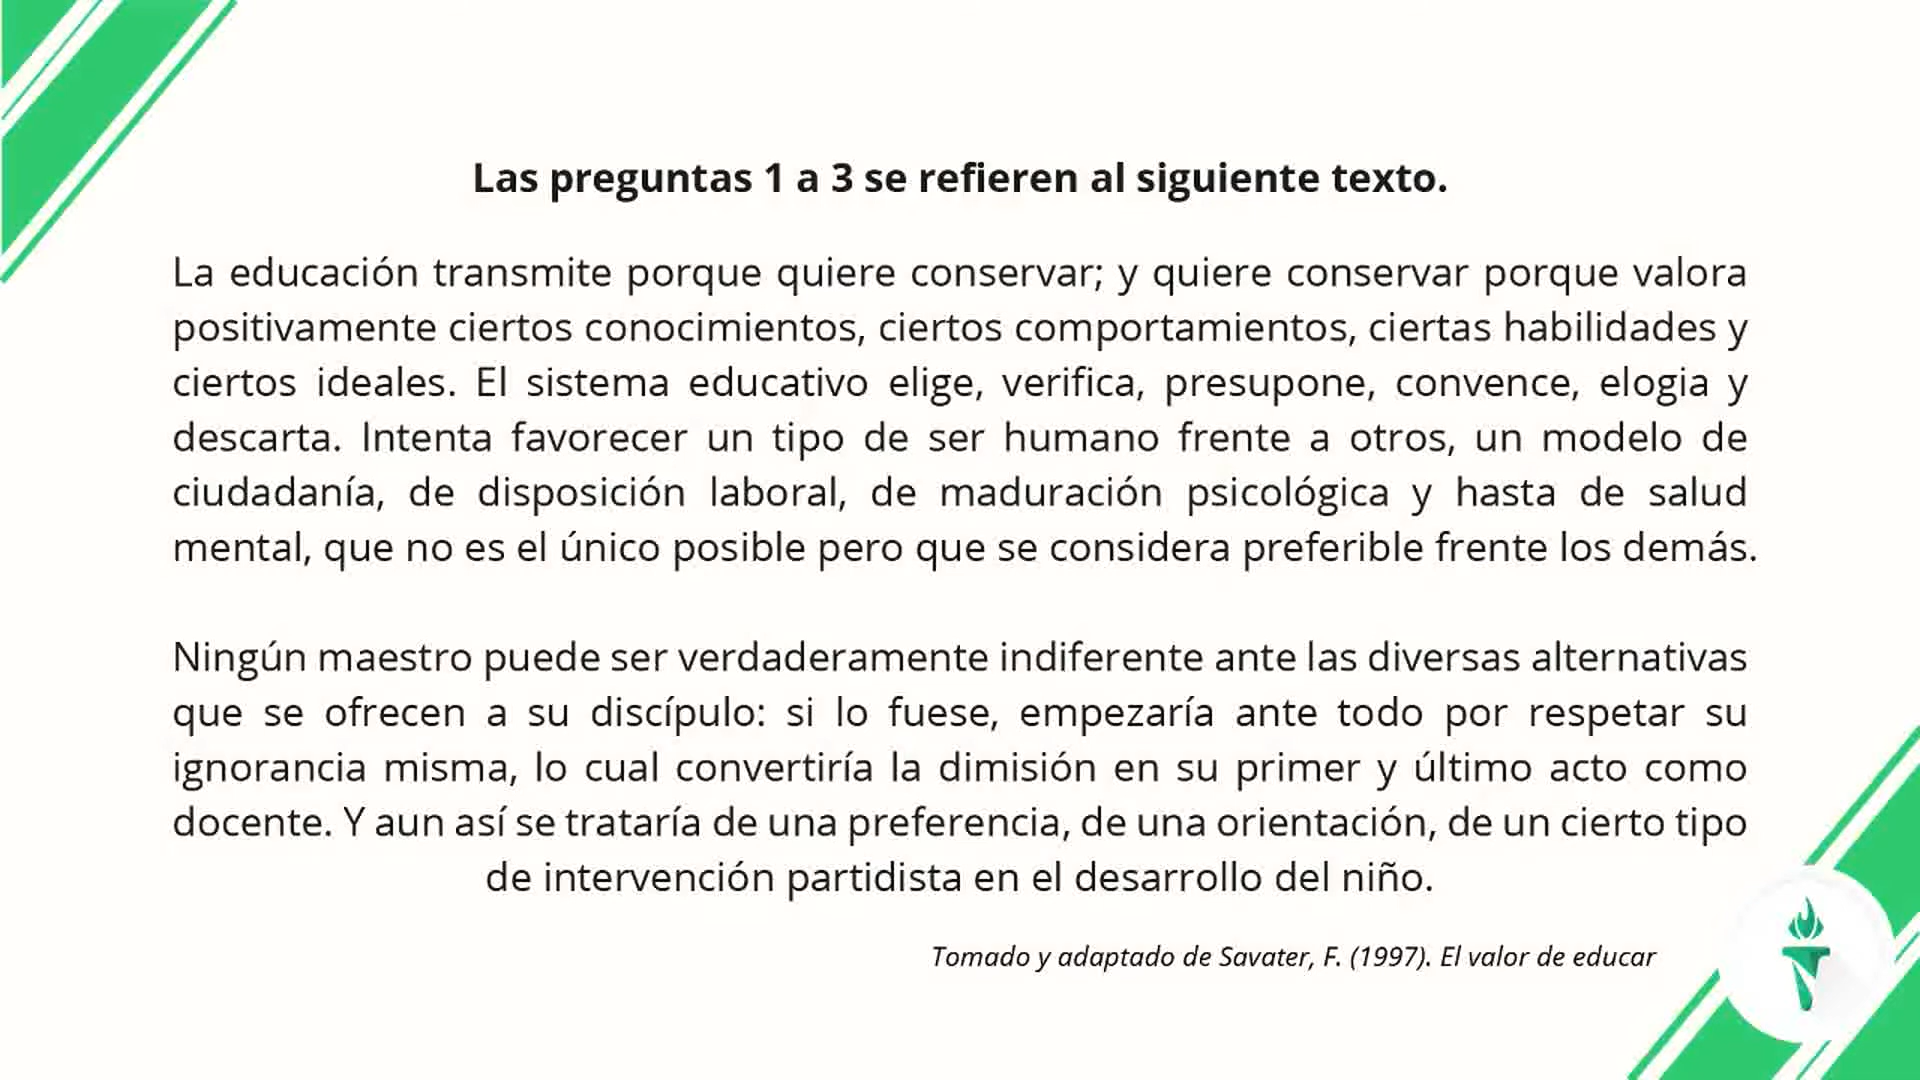 Las preguntas 1 a 3 se refieren al siguiente texto.
La educación transmite porque quiere conservar; y quiere conservar porque valora
positivamente ciertos conocimientos, ciertos comportamientos, ciertas habilidades y
ciertos ideales. El sistema educativo elige, verifica, presupone, convence, elogia y
descarta. Intenta favorecer un tipo de ser humano frente a otros, un modelo de
ciudadanía, de disposición laboral, de maduración psicológica y hasta de salud
mental, que no es el único posible pero que se considera preferible frente los demás.
Ningún maestro puede ser verdaderamente indiferente ante las diversas alternativas
que se ofrecen a su discípulo: si lo fuese, empezaría ante todo por respetar su
ignorancia misma, lo cual convertiría la dimisión en su primer y último acto como
docente. Y aun así se trataría de una preferencia, de una orientación, de un cierto tipo
de intervención partidista en el desarrollo del niño.
Tomado y adaptado de Savater, F. (1997). El valor de educar